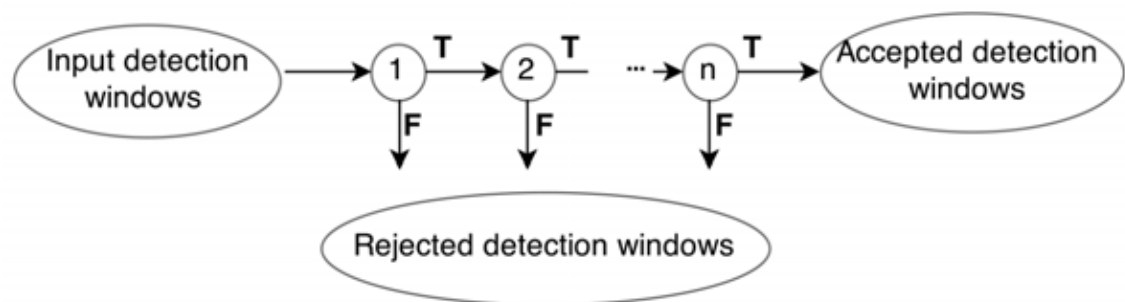 Input detection
windows
1
T
2
T
...
n
T
Accepted detection
windows
F
F
F
Rejected detection windows